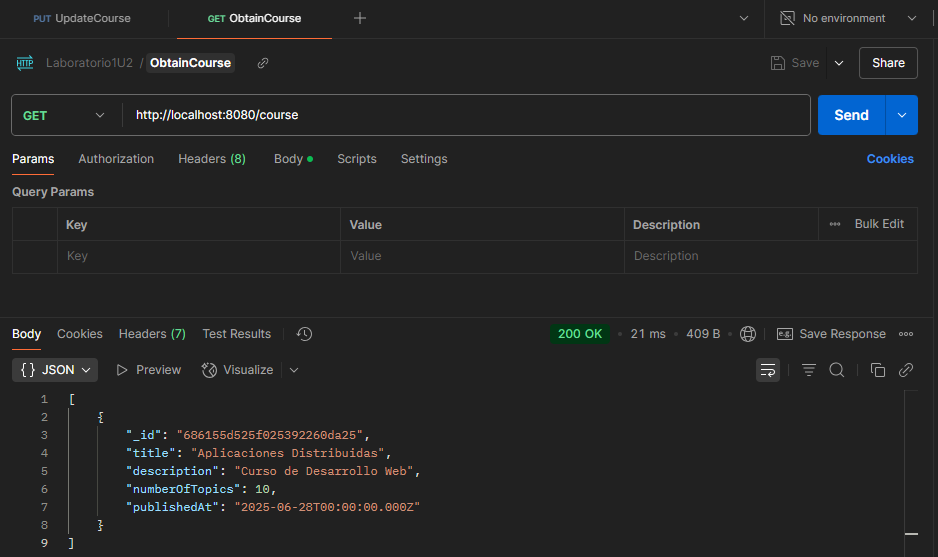 PUT UpdateCourse GET ObtainCourse No environment
HTTP Laboratorio1U2 / ObtainCourse Save Share
GET http://localhost:8080/course Send
Params Authorization Headers (8) Body Scripts Settings Cookies
Query Params
Key Value Description Bulk Edit
Key Value Description
Body Cookies Headers (7) Test Results 200 OK 21 ms 409 B e.g. Save Response
{ } JSON Preview Visualize
1 [
2 {
3 "_id": "686155d525f025392260da25",
4 "title": "Aplicaciones Distribuidas",
5 "description": "Curso de Desarrollo Web",
6 "numberOfTopics": 10,
7 "publishedAt": "2025-06-28T00:00:00.000Z"
8 }
9 ]